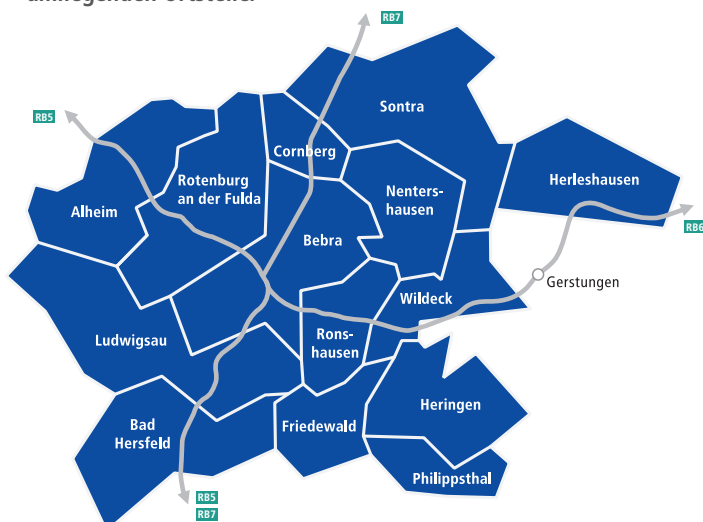 RB7
Sontra
RB5
Cornberg
Rotenburg
an der Fulda
Nenters-
hausen
Herleshausen
Alheim
RB6
Bebra
Gerstungen
Wildeck
Ludwigsau
Rons-
hausen
Heringen
Bad
Hersfeld
Friedewald
Philippsthal
RB5
RB7